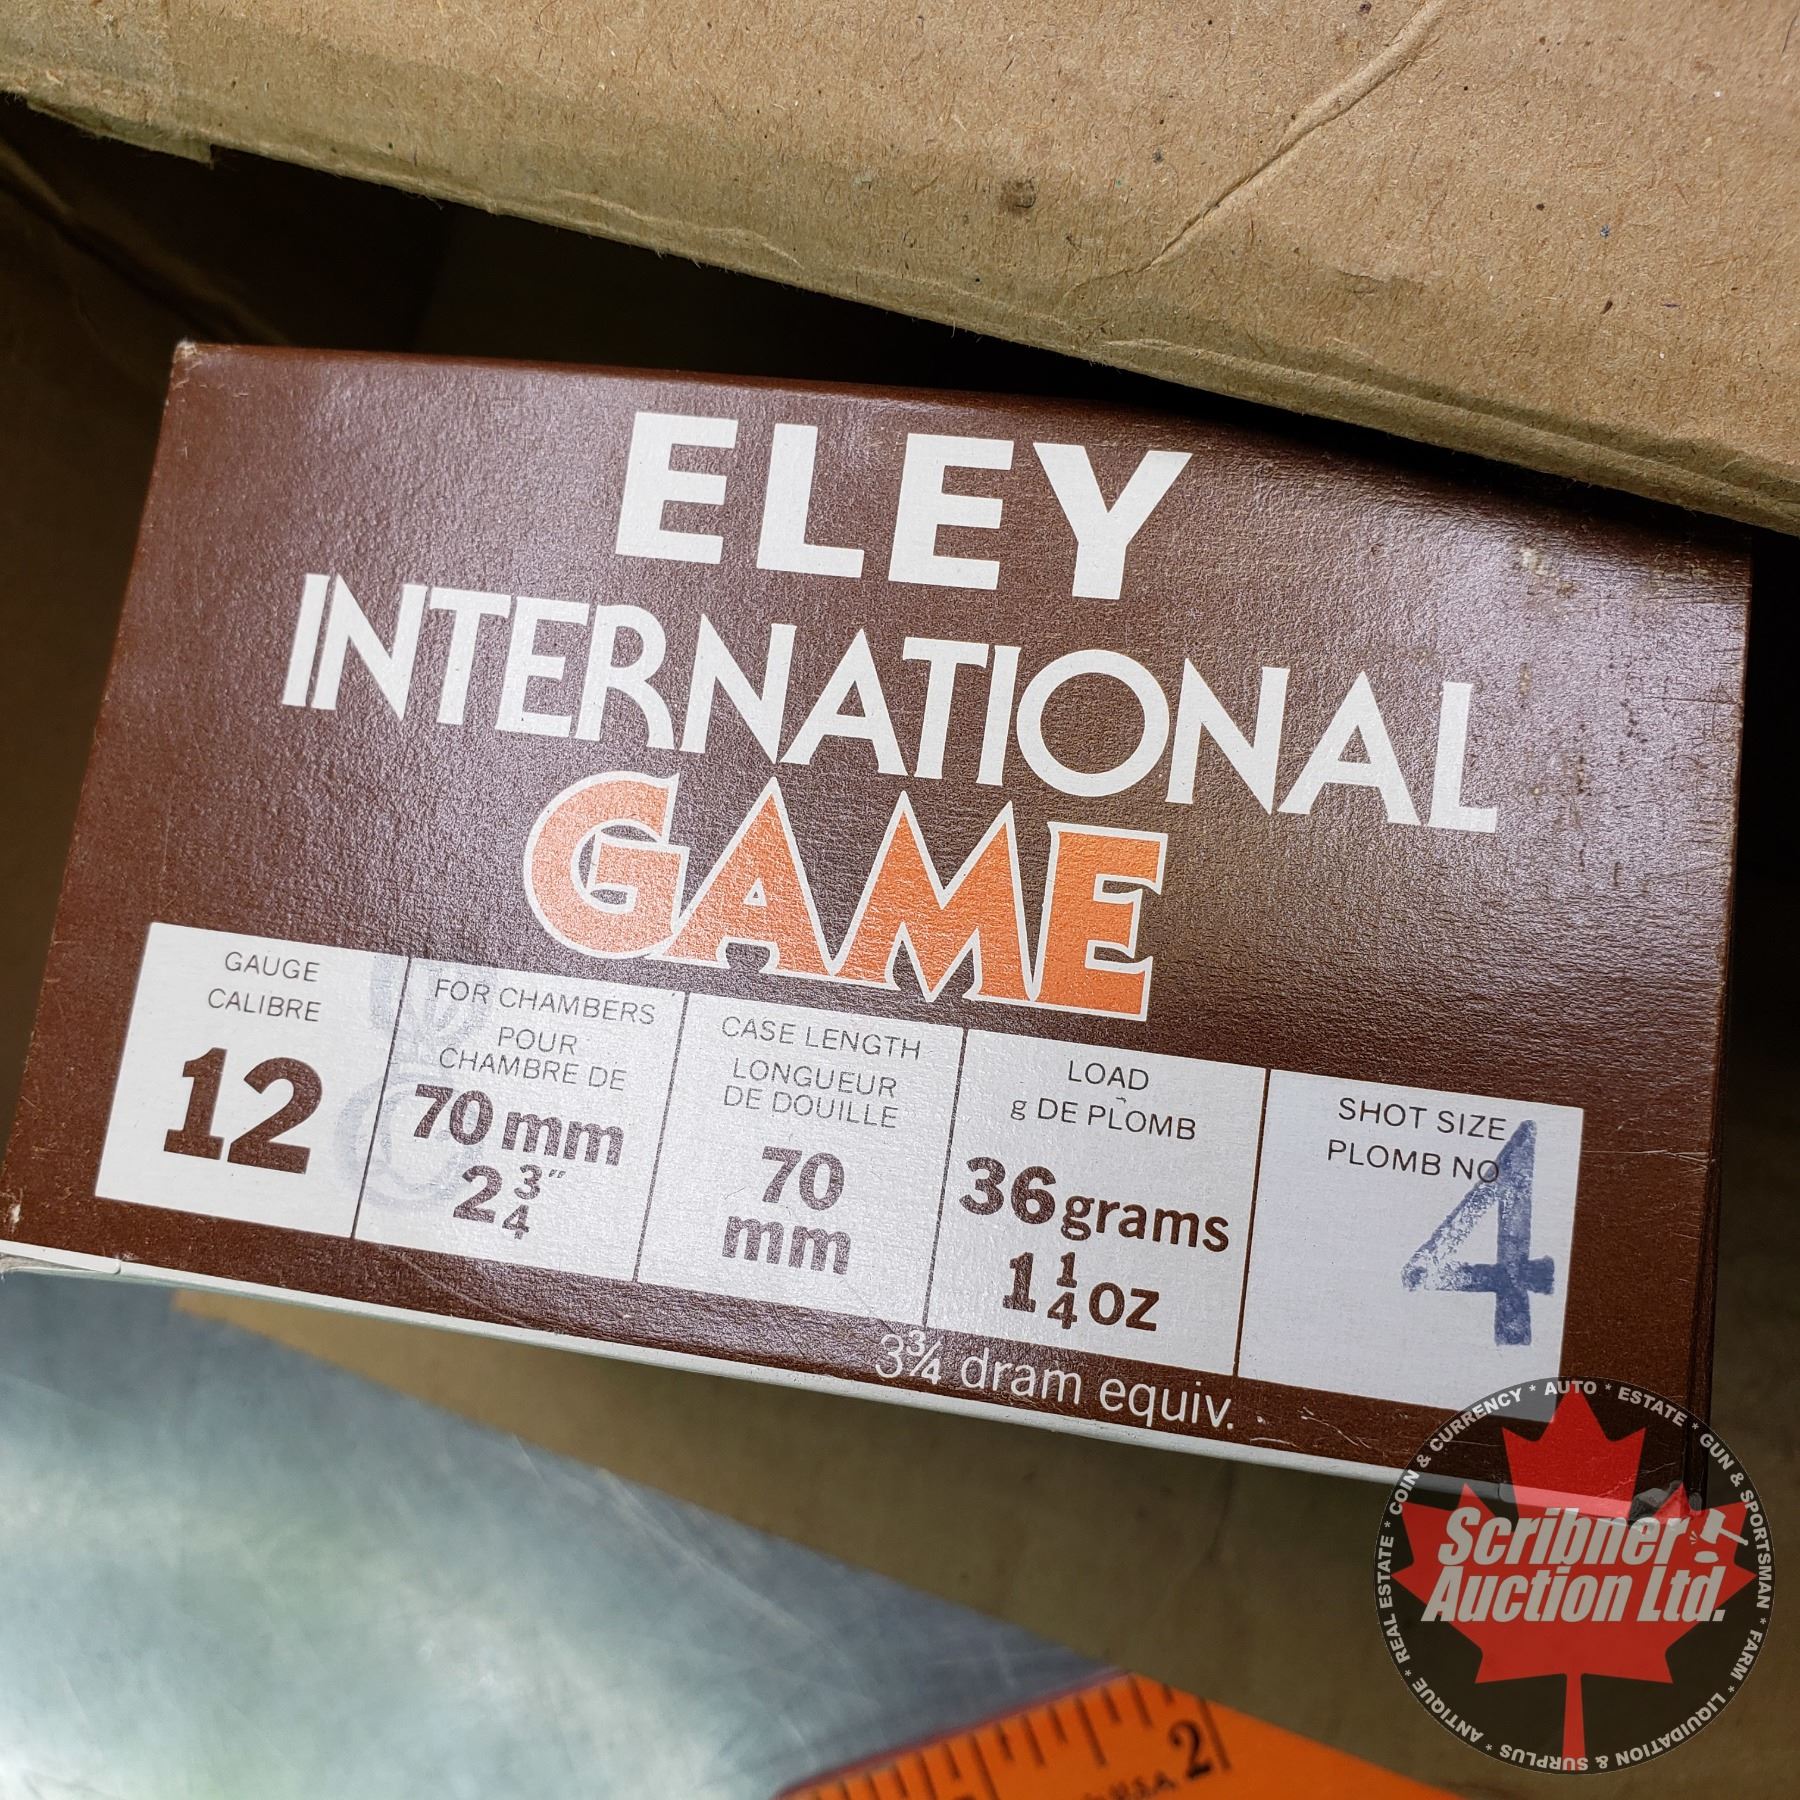 ELEY
INTERNATIONAL
GAME
GAUGE
CALIBRE
12
FOR CHAMBERS
POUR
CHAMBRE DE
70 mm
2 3/4"
CASE LENGTH
LONGUEUR
DE DOUILLE
70
mm
LOAD
g DE PLOMB
36 grams
1 1/4 oz
SHOT SIZE
PLOMB NO
4
3 3/4 dram equiv.
Scribner
Auction Ltd.
ANTIQUE * REAL ESTATE * COIN & CURRENCY * AUTO * ESTATE * GUN & SPORTSMAN * FARM * LIQUIDATION & SURPLUS *
2
U.S.A.